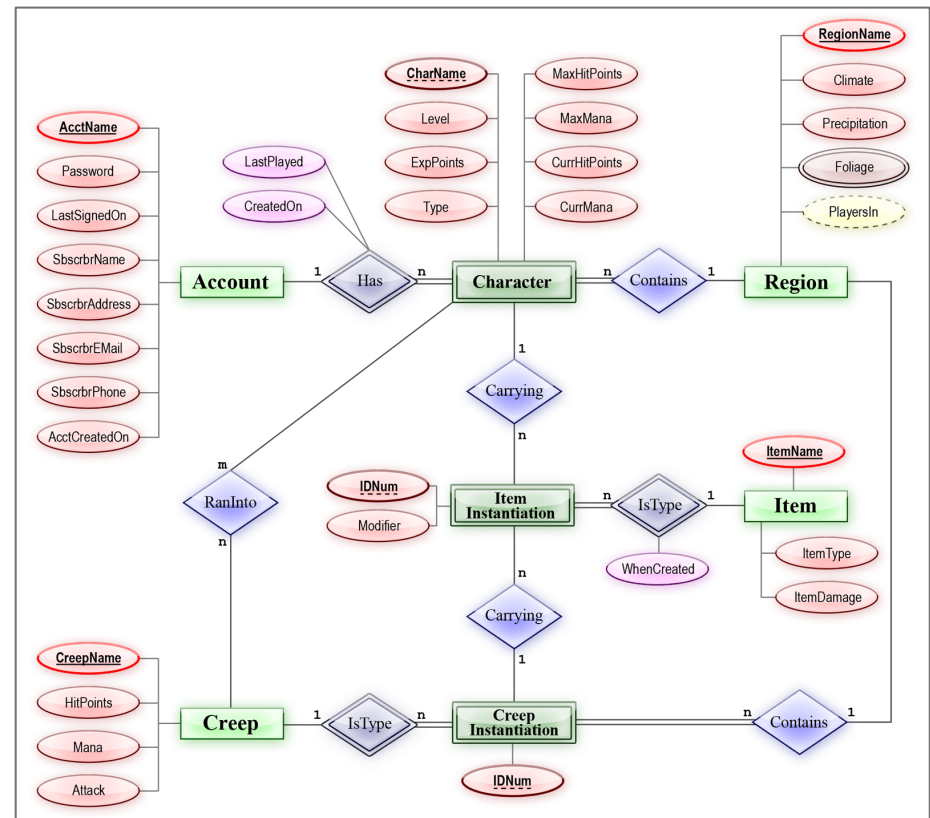 RegionName
CharName
MaxHitPoints
Climate
AcctName
Level
MaxMana
Precipitation
Password
LastPlayed
ExpPoints
CurrHitPoints
Foliage
LastSignedOn
CreatedOn
Type
CurrMana
PlayersIn
SbscrbrName
Account
1
Has
n
Character
n
Contains
1
Region
SbscrbrAddress
SbscrbrEMail
1
SbscrbrPhone
Carrying
AcctCreatedOn
n
m
ItemName
RanInto
IDNum
Item
Instantiation
n
IsType
1
Item
Modifier
n
ItemType
WhenCreated
n
ItemDamage
Carrying
CreepName
1
HitPoints
Creep
1
IsType
n
Creep
Instantiation
n
Contains
1
Mana
Attack
IDNum